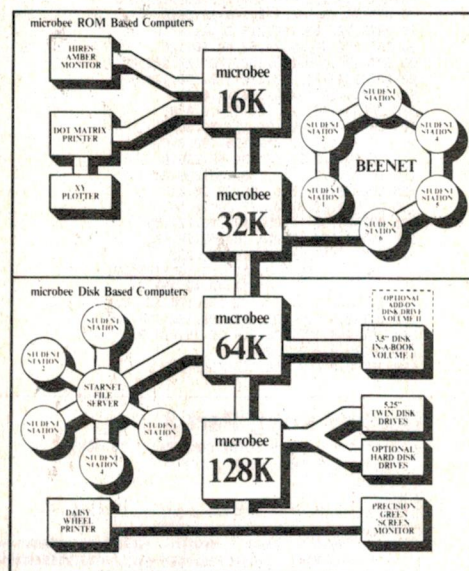 microbee ROM Based Computers
HIRES
AMBER
MONITOR
microbee
16K
DOT MATRIX
PRINTER
XY
PLOTTER
STUDENT
STATION
3
STUDENT
STATION
2
STUDENT
STATION
4
BEENET
STUDENT
STATION
1
STUDENT
STATION
5
STUDENT
STATION
6
microbee
32K
microbee Disk Based Computers
STUDENT
STATION
1
STUDENT
STATION
2
STARNET
FILE
SERVER
STUDENT
STATION
3
STUDENT
STATION
4
STUDENT
STATION
5
microbee
64K
OPTIONAL
ADD-ON
DISK DRIVE
VOLUME II
3.5" DISK
IN-A-BOOK
VOLUME I
microbee
128K
5.25"
TWIN DISK
DRIVES
OPTIONAL
HARD DISK
DRIVES
DAISY
WHEEL
PRINTER
PRECISION
GREEN
SCREEN
MONITOR